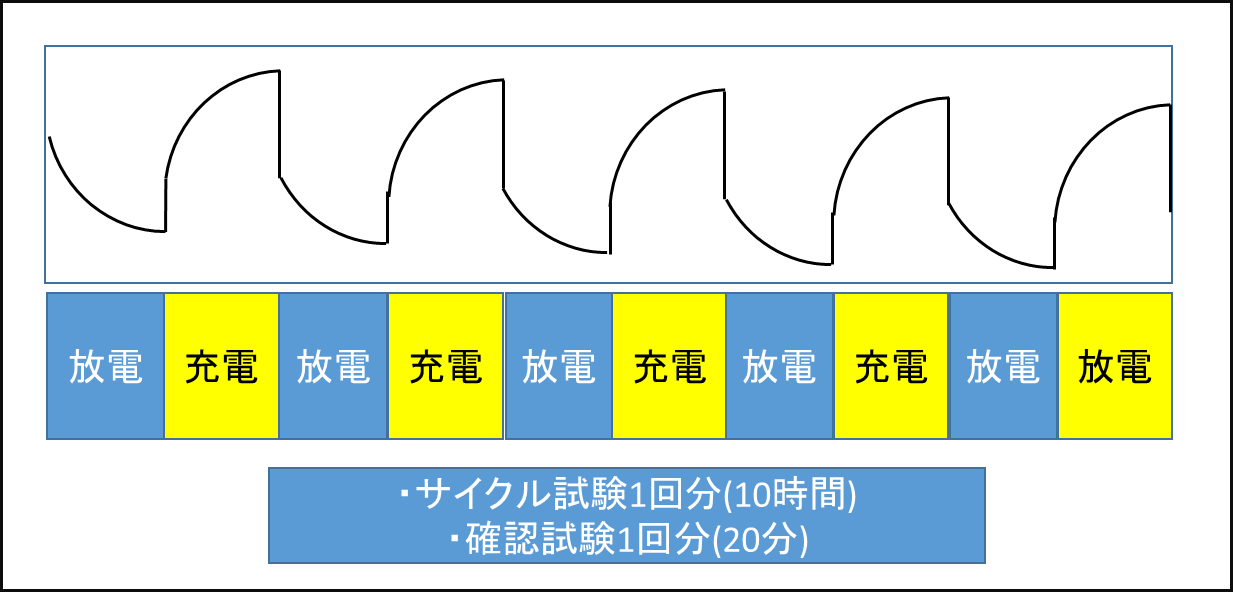 放電 充電 放電 充電 放電 充電 放電 充電 放電 放電
・サイクル試験1回分(10時間)
・確認試験1回分(20分)